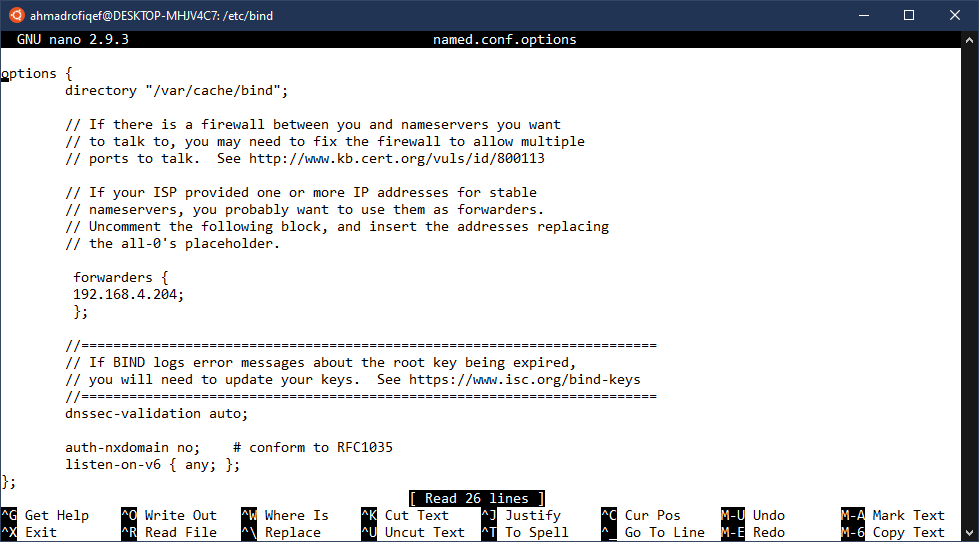 ahmadrofiqef@DESKTOP-MHJV4C7: /etc/bind
GNU nano 2.9.3 named.conf.options
options {
directory "/var/cache/bind";
// If there is a firewall between you and nameservers you want
// to talk to, you may need to fix the firewall to allow multiple
// ports to talk.  See http://www.kb.cert.org/vuls/id/800113
// If your ISP provided one or more IP addresses for stable
// nameservers, you probably want to use them as forwarders.
// Uncomment the following block, and insert the addresses replacing
// the all-0's placeholder.
forwarders {
192.168.4.204;
};
//========================================================================
// If BIND logs error messages about the root key being expired,
// you will need to update your keys.  See https://www.isc.org/bind-keys
//========================================================================
dnssec-validation auto;
auth-nxdomain no;    # conform to RFC1035
listen-on-v6 { any; };
};
[ Read 26 lines ]
^G Get Help ^O Write Out ^W Where Is ^K Cut Text ^J Justify ^C Cur Pos M-U Undo M-A Mark Text
^X Exit ^R Read File ^\ Replace ^U Uncut Text ^T To Spell ^_ Go To Line M-E Redo M-6 Copy Text